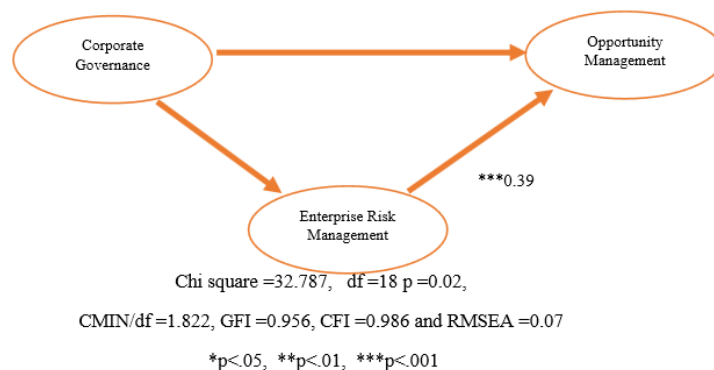 Corporate
Governance
Opportunity
Management
***0.39
Enterprise Risk
Management
Chi square =32.787, df =18 p =0.02,
CMIN/df =1.822, GFI =0.956, CFI =0.986 and RMSEA =0.07
*p<.05, **p<.01, ***p<.001